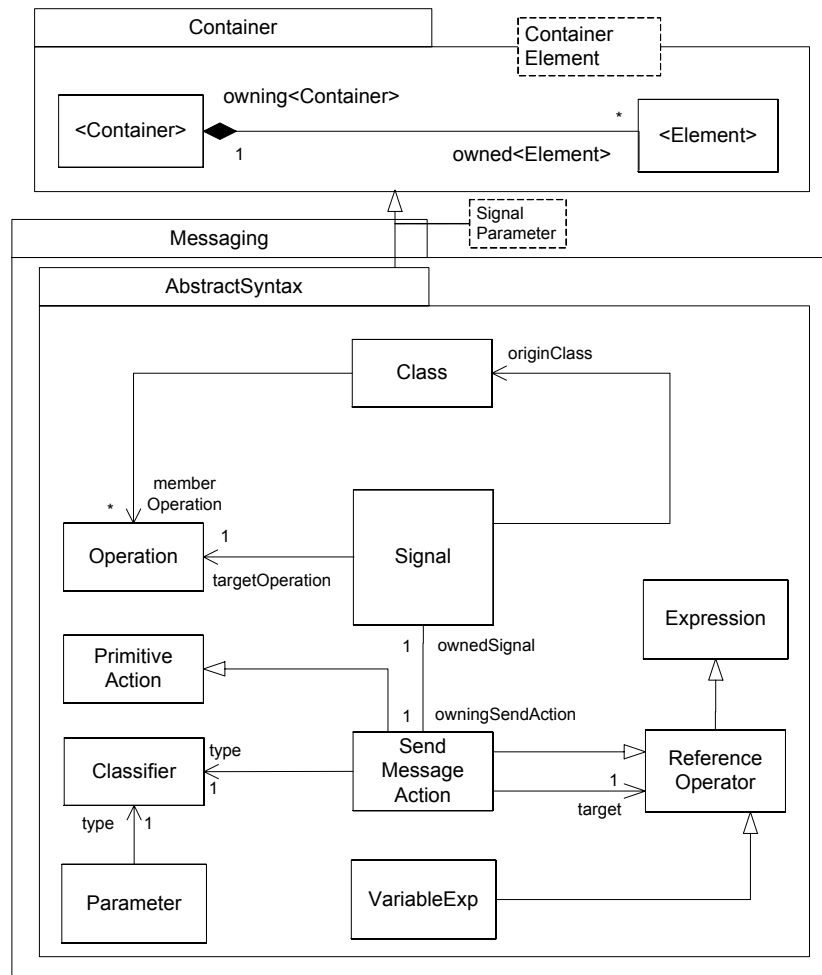 Container
Container
Element
owning<Container>
<Container>
*
<Element>
1
owned<Element>
Signal
Parameter
Messaging
AbstractSyntax
originClass
Class
member
Operation
*
1
Operation
Signal
targetOperation
Expression
1
ownedSignal
Primitive
Action
1
owningSendAction
Send
Message
Action
type
1
Classifier
Reference
Operator
1
target
type
1
Parameter
VariableExp